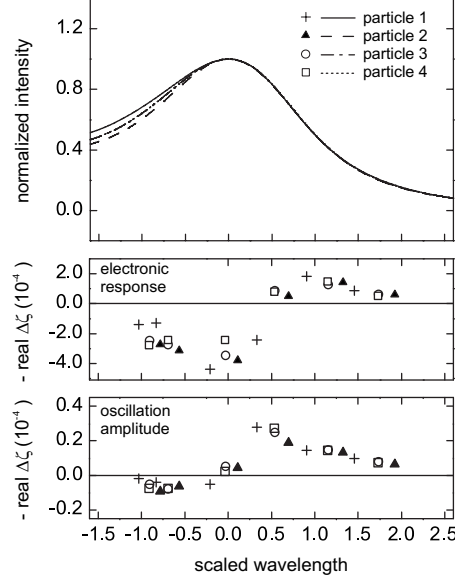 1.2
0.8
0.4
0.0
normalized intensity
particle 1
particle 2
particle 3
particle 4
2.0
0.0
-2.0
-4.0
- real Δζ (10⁻⁴)
electronic
response
0.4
0.2
0.0
-0.2
- real Δζ (10⁻⁴)
oscillation
amplitude
-1.5 -1.0 -0.5 0.0 0.5 1.0 1.5 2.0 2.5
scaled wavelength